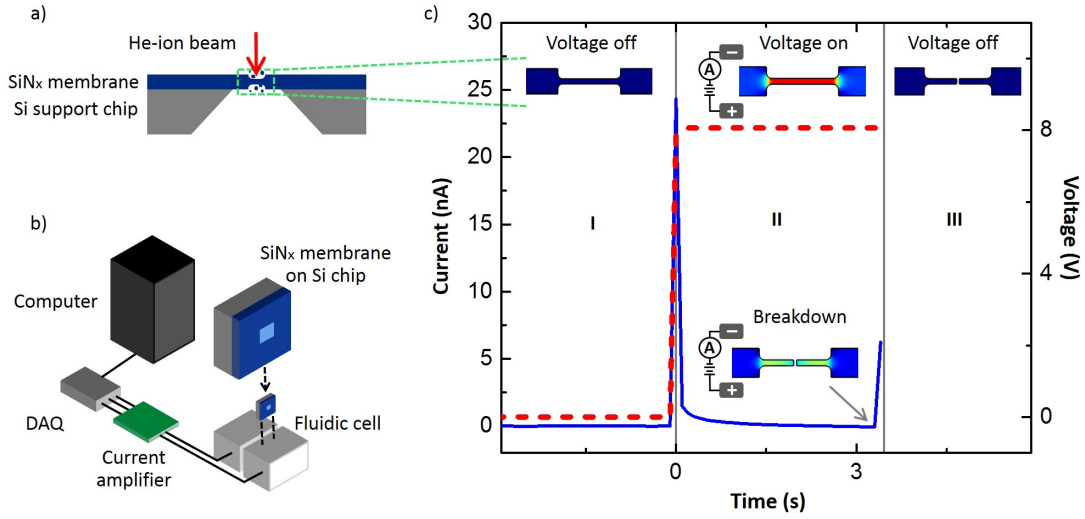 a)
He-ion beam
SiNx membrane
Si support chip
b)
SiNx membrane
on Si chip
Computer
DAQ
Fluidic cell
Current
amplifier
c)
Voltage off
Voltage on
Voltage off
A
−
+
I
II
III
Breakdown
A
−
+
Current (nA)
30
25
20
15
10
5
0
Voltage (V)
8
4
0
0
3
Time (s)